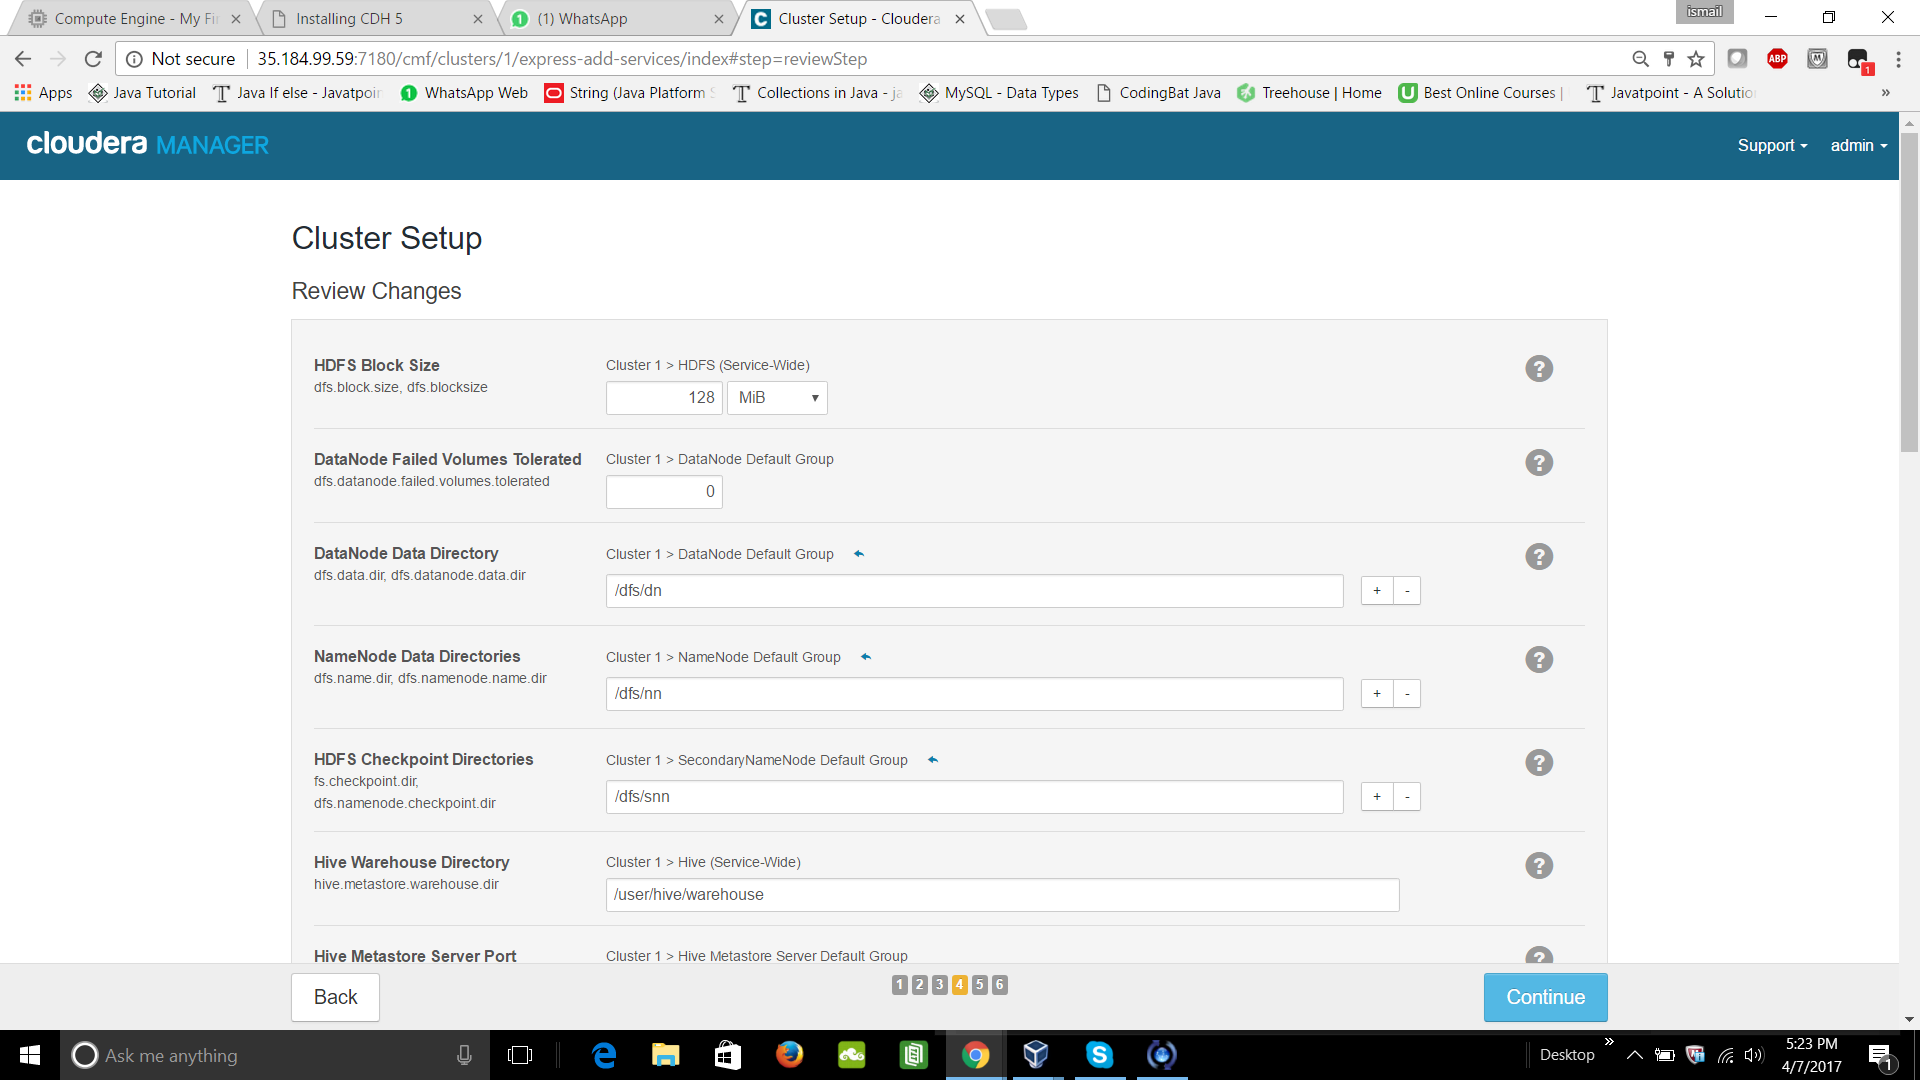 Compute Engine - My Fi
Installing CDH 5
(1) WhatsApp
Cluster Setup - Cloudera
ismail
Not secure
35.184.99.59:7180/cmf/clusters/1/express-add-services/index#step=reviewStep
ABP
1
Apps
Java Tutorial
Java If else - Javatpoin
WhatsApp Web
String (Java Platform S
Collections in Java - ja
MySQL - Data Types
CodingBat Java
Treehouse | Home
Best Online Courses |
Javatpoint - A Solutio
»
cloudera MANAGER
Support
admin
Cluster Setup
Review Changes
HDFS Block Size
dfs.block.size, dfs.blocksize
Cluster 1 > HDFS (Service-Wide)
128
MiB
DataNode Failed Volumes Tolerated
dfs.datanode.failed.volumes.tolerated
Cluster 1 > DataNode Default Group
0
DataNode Data Directory
dfs.data.dir, dfs.datanode.data.dir
Cluster 1 > DataNode Default Group
/dfs/dn
+
-
NameNode Data Directories
dfs.name.dir, dfs.namenode.name.dir
Cluster 1 > NameNode Default Group
/dfs/nn
+
-
HDFS Checkpoint Directories
fs.checkpoint.dir,
dfs.namenode.checkpoint.dir
Cluster 1 > SecondaryNameNode Default Group
/dfs/snn
+
-
Hive Warehouse Directory
hive.metastore.warehouse.dir
Cluster 1 > Hive (Service-Wide)
/user/hive/warehouse
Hive Metastore Server Port
Cluster 1 > Hive Metastore Server Default Group
Back
1 2 3 4 5 6
Continue
Ask me anything
Desktop
»
5:23 PM
4/7/2017
1